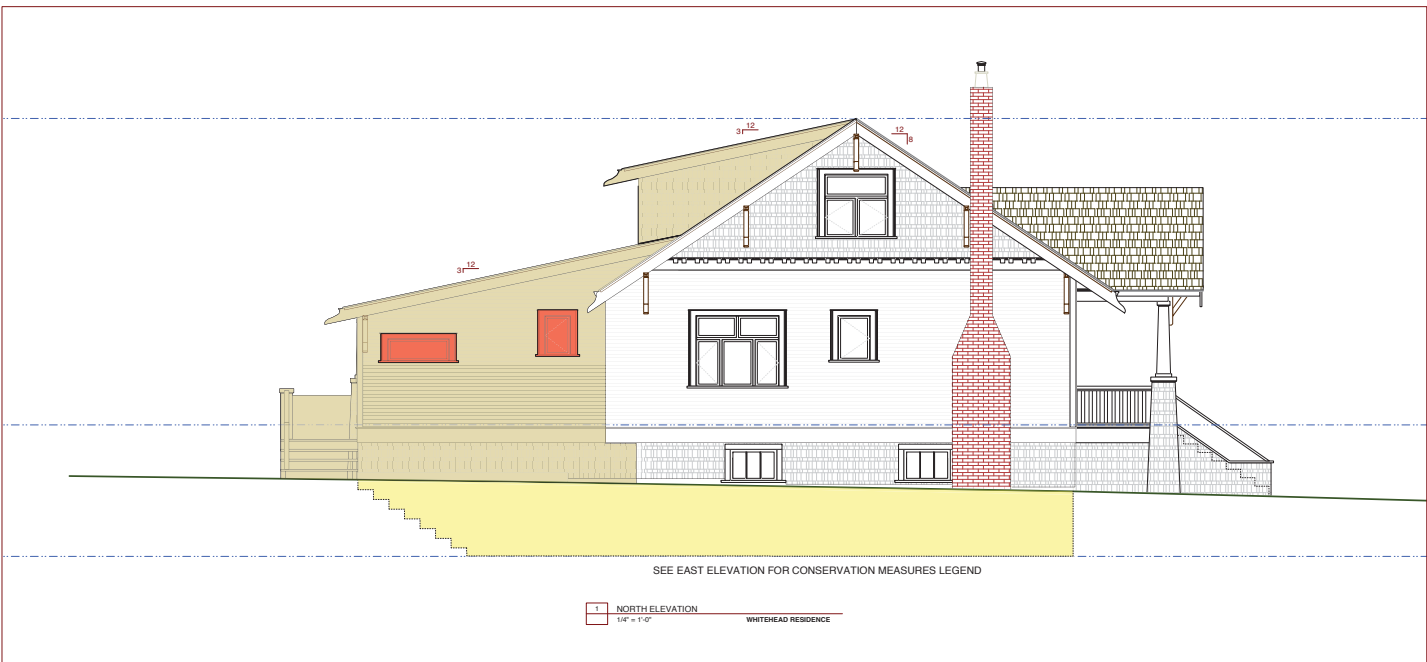 12
3
12
8
12
3
SEE EAST ELEVATION FOR CONSERVATION MEASURES LEGEND
1 NORTH ELEVATION
1/4" = 1'-0" WHITEHEAD RESIDENCE